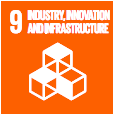 9 INDUSTRY, INNOVATION
AND INFRASTRUCTURE